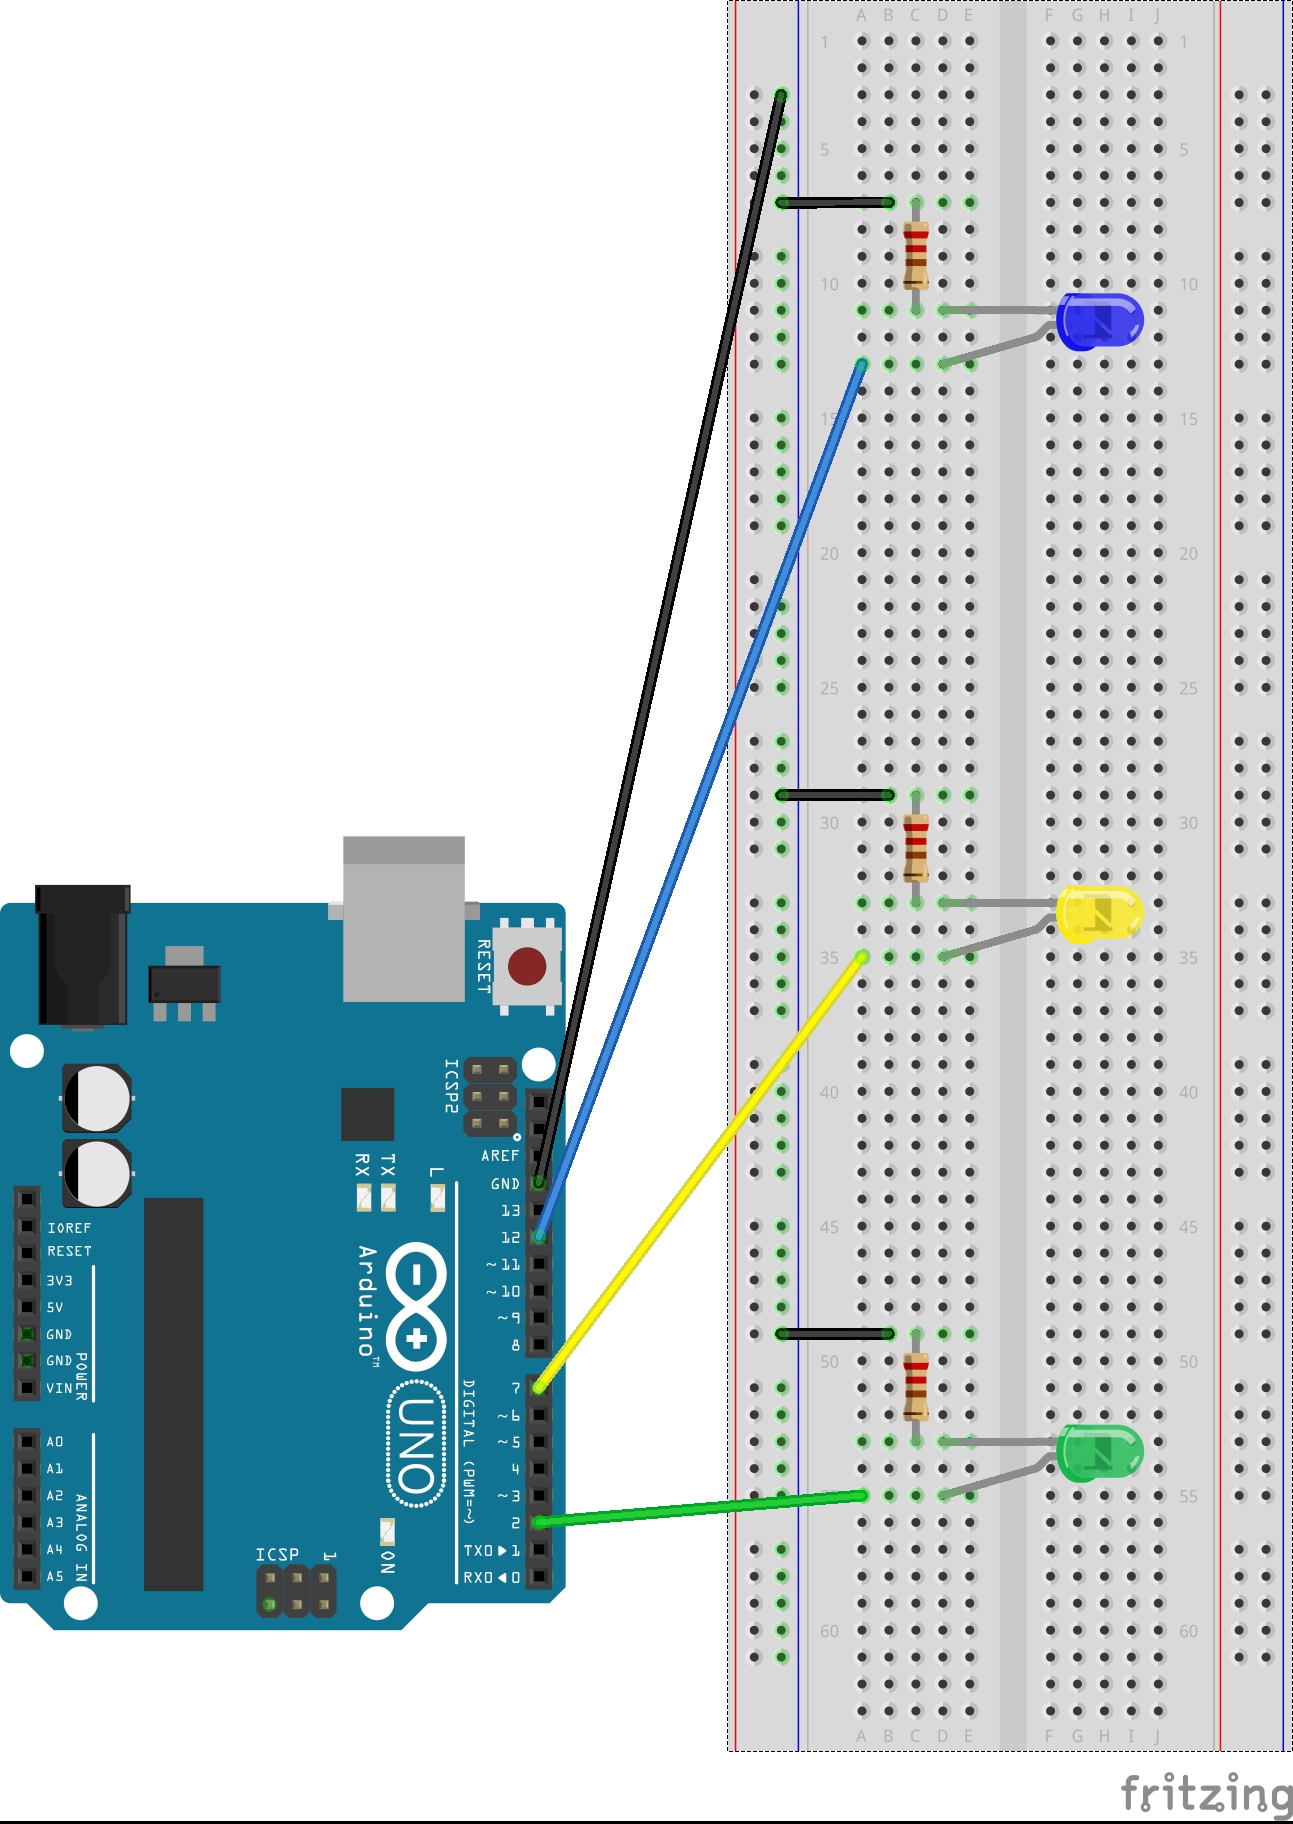 A B C D E F G H I J
1 1
5 5
10 10
15 15
20 20
25 25
30 30
35 35
40 40
45 45
50 50
55
60 60
A B C D E F G H I J
RESET
ICSP2
AREF
GND
13
12
~11
~10
~9
8
7
~6
~5
4
~3
2
TX0▶1
RX0◀0
DIGITAL (PWM=~)
RX
TX
L
Arduino™
UNO
IOREF
RESET
3V3
5V
GND
GND
VIN
POWER
A0
A1
A2
A3
A4
A5
ANALOG IN
ICSP
1
ON
fritzing